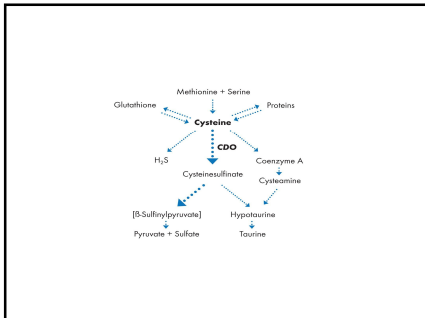 Methionine + Serine
Glutathione
Proteins
Cysteine
CDO
H₂S
Coenzyme A
Cysteinesulfinate
Cysteamine
[ß-Sulfinylpyruvate]
Hypotaurine
Pyruvate + Sulfate
Taurine